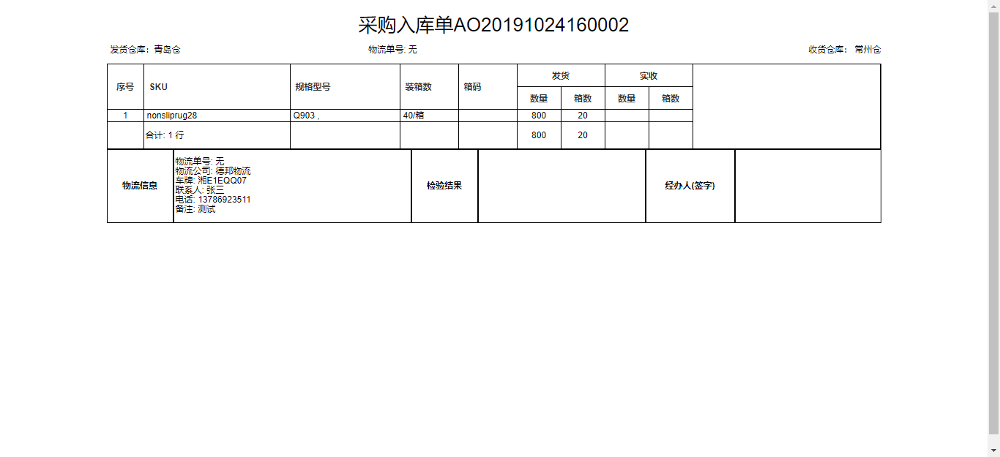 采购入库单AO20191024160002
发货仓库：青岛仓 物流单号: 无 收货仓库： 常州仓
序号 SKU 规格型号 装箱数 箱码 发货 实收
数量 箱数 数量 箱数
1 nonsliprug28 Q903 , 40/箱 800 20
合计: 1 行 800 20
物流信息
物流单号: 无
物流公司: 德邦物流
车牌: 湘E1EQQ07
联系人: 张三
电话: 13786923511
备注: 测试
检验结果
经办人(签字)